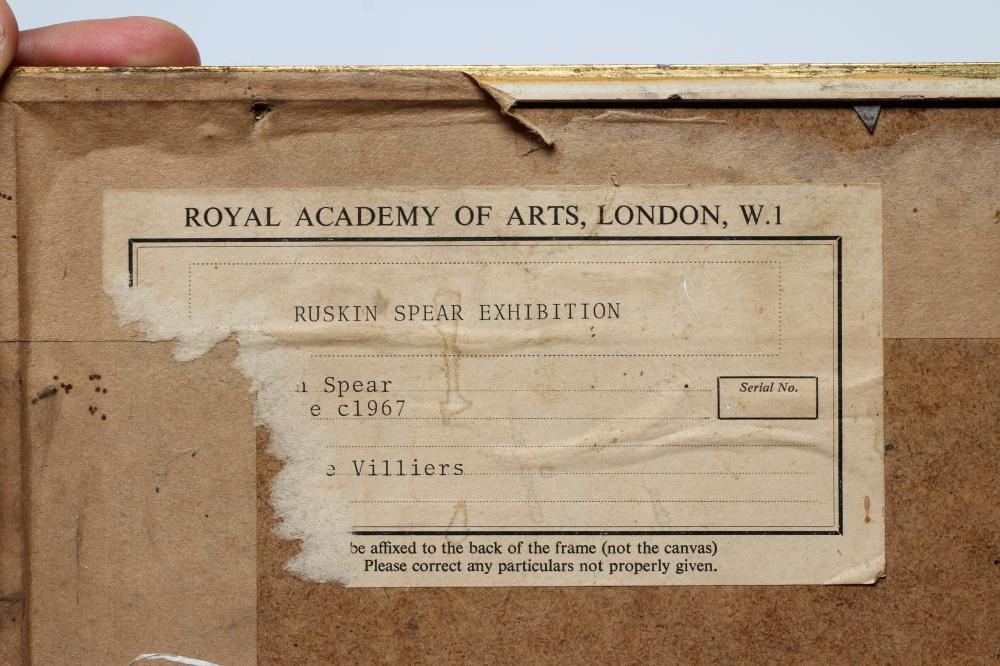 ROYAL ACADEMY OF ARTS, LONDON, W.1
RUSKIN SPEAR EXHIBITION
n Spear
Serial No.
e c1967
e Villiers
be affixed to the back of the frame (not the canvas)
Please correct any particulars not properly given.